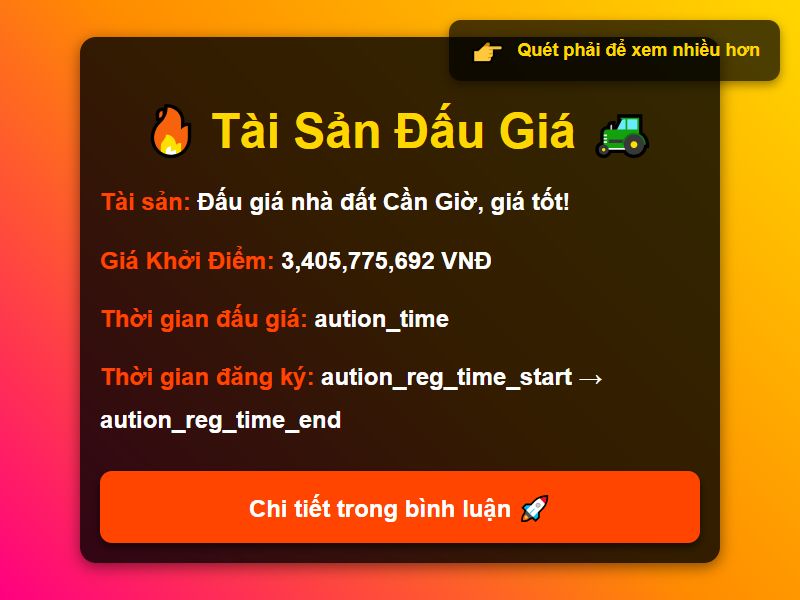 👉 Quét phải để xem nhiều hơn
🔥 Tài Sản Đấu Giá 🚜
Tài sản: Đấu giá nhà đất Cần Giờ, giá tốt!
Giá Khởi Điểm: 3,405,775,692 VNĐ
Thời gian đấu giá: aution_time
Thời gian đăng ký: aution_reg_time_start →
aution_reg_time_end
Chi tiết trong bình luận 🚀